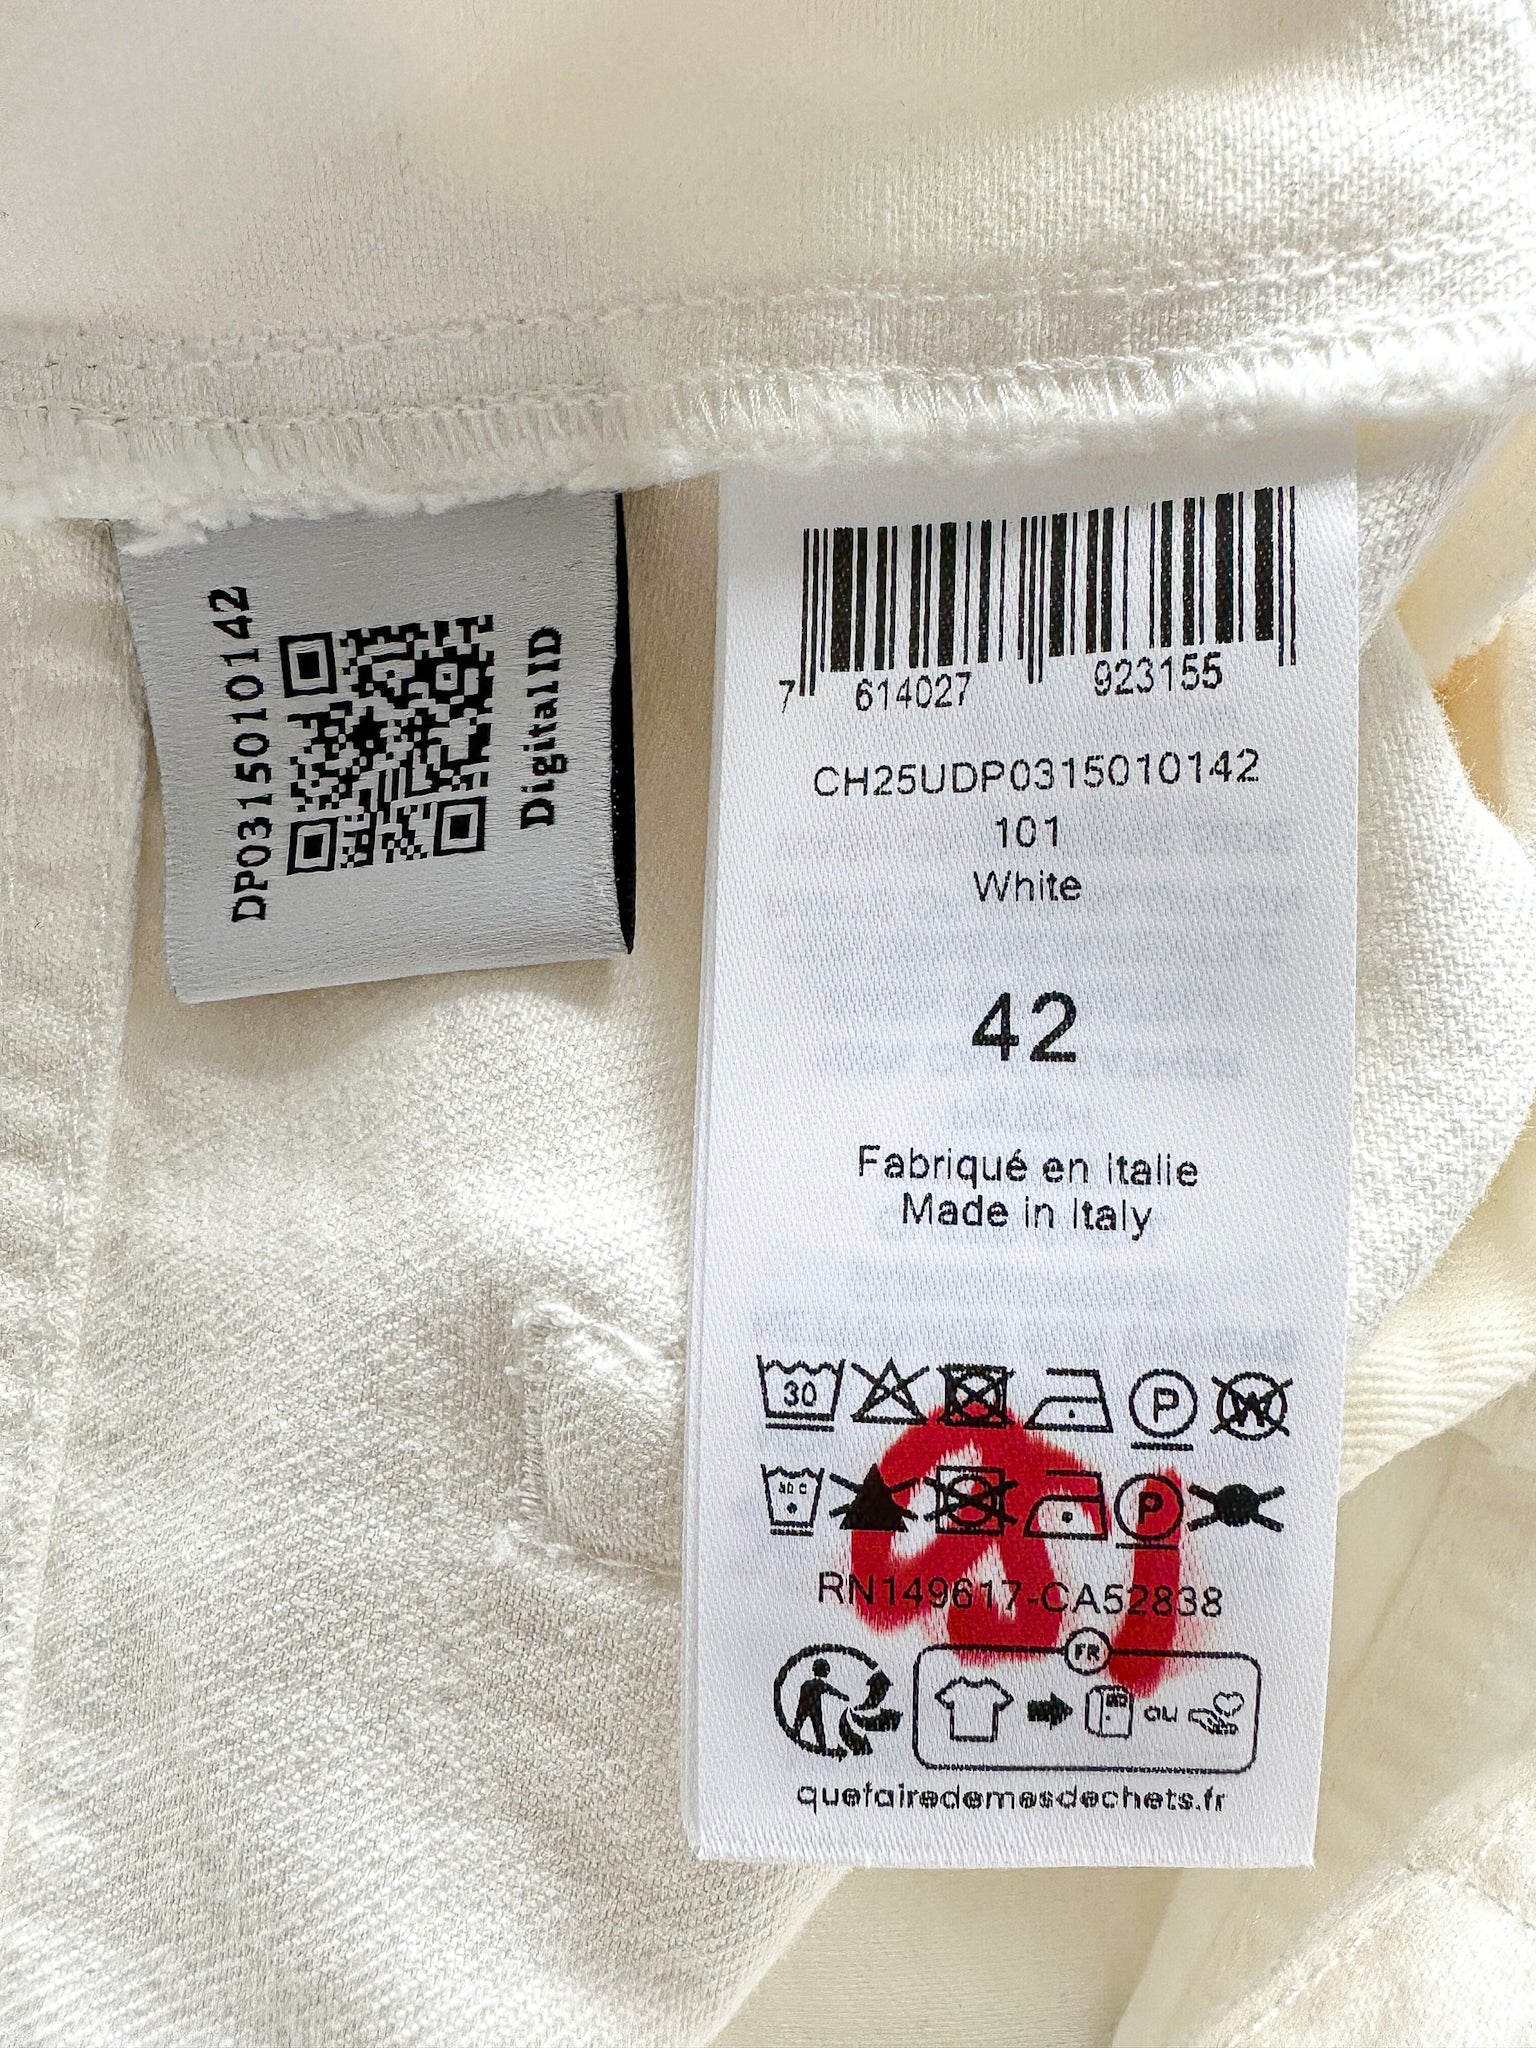 DP0315010142
Digital ID
7 614027 923155
CH25UDP0315010142
101
White
42
Fabriqué en Italie
Made in Italy
30
P
W
P
RN149617-CA52838
FR
ou
quefairedemesdechets.fr